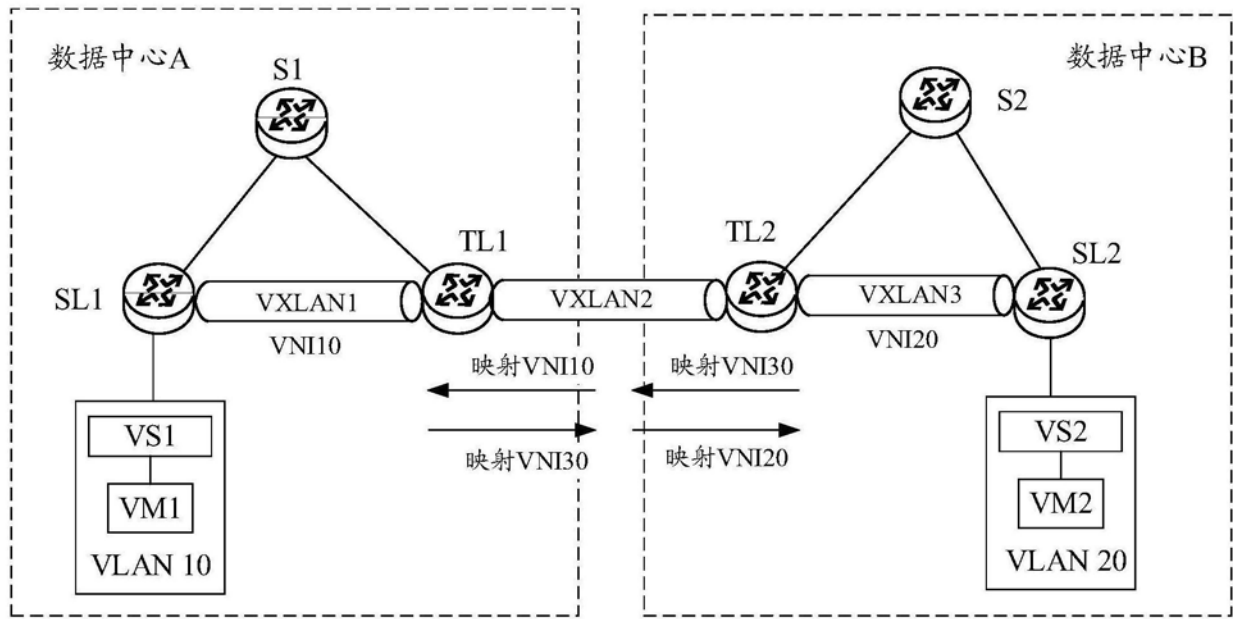 数据中心A
数据中心B
S1
S2
TL1
TL2
SL1
SL2
VXLAN1
VXLAN2
VXLAN3
VNI10
VNI20
映射VNI10
映射VNI30
映射VNI30
映射VNI20
VS1
VM1
VLAN 10
VS2
VM2
VLAN 20